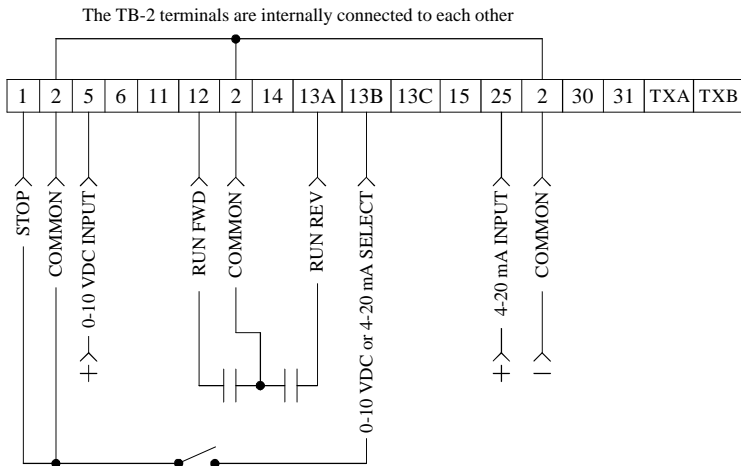 The TB-2 terminals are internally connected to each other
1 2 5 6 11 12 2 14 13A 13B 13C 15 25 2 30 31 TXA TXB
STOP
COMMON
0-10 VDC INPUT
RUN FWD
COMMON
RUN REV
0-10 VDC or 4-20 mA SELECT
4-20 mA INPUT
COMMON
+
+
−